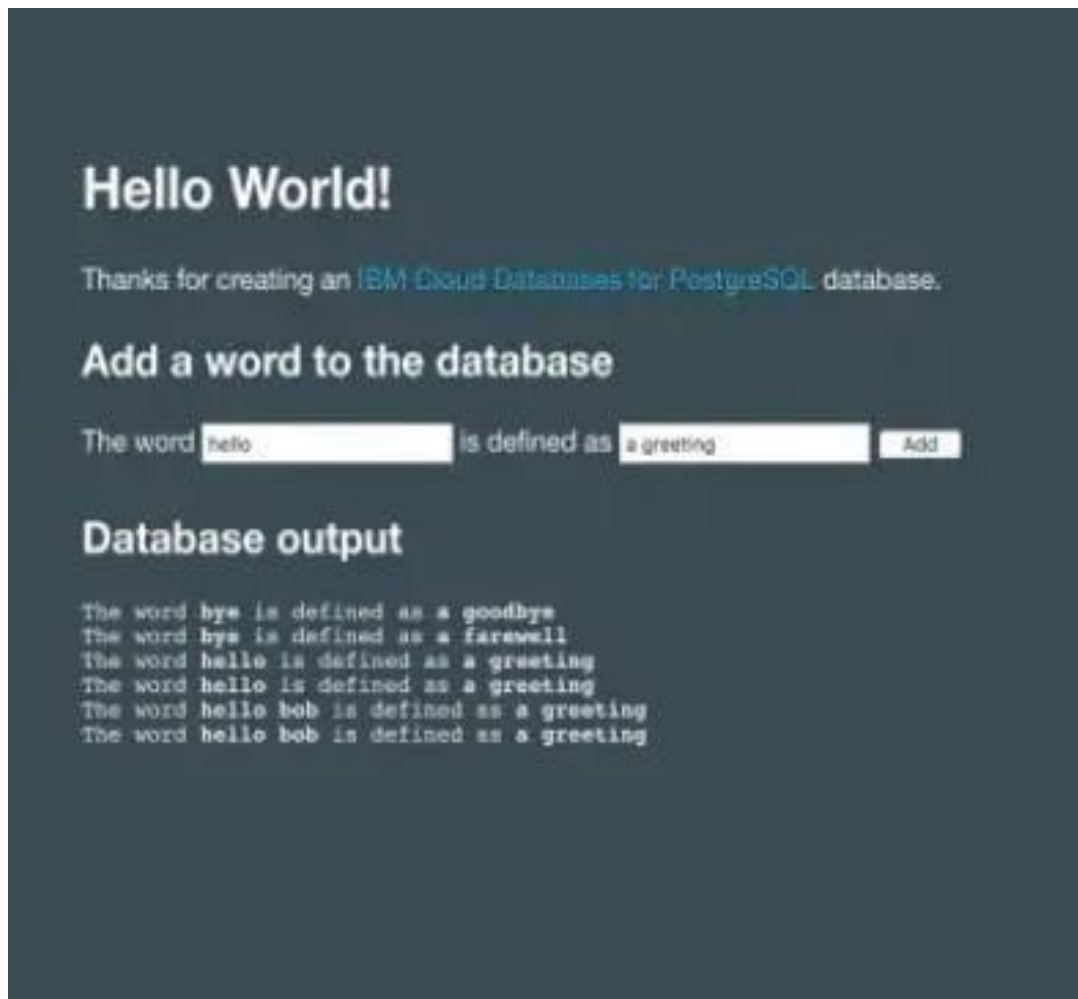 Hello World!
Thanks for creating an IBM Cloud Databases for PostgreSQL database.
Add a word to the database
The word hello is defined as a greeting Add
Database output
The word bye is defined as a goodbye
The word bye is defined as a farewell
The word hello is defined as a greeting
The word hello is defined as a greeting
The word hello bob is defined as a greeting
The word hello bob is defined as a greeting